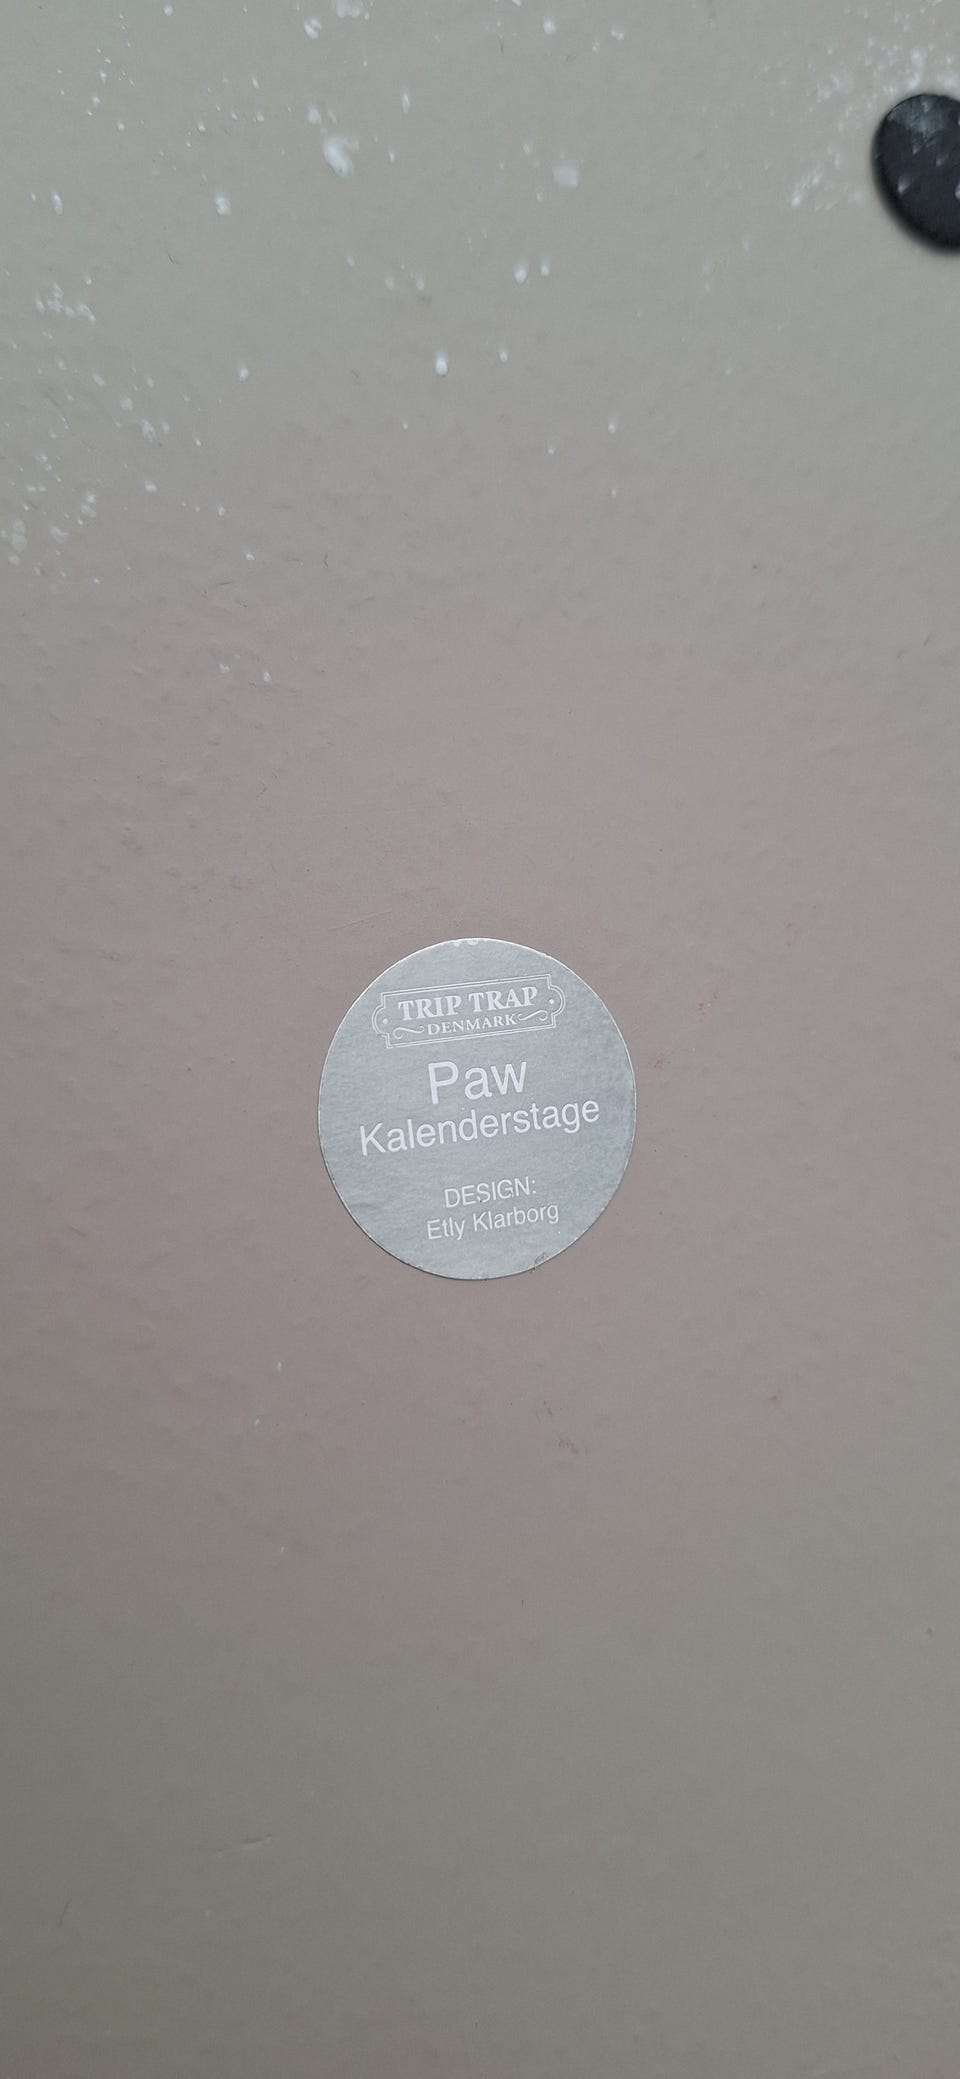 TRIP TRAP
DENMARK
Paw
Kalenderstage
DESIGN:
Etly Klarborg